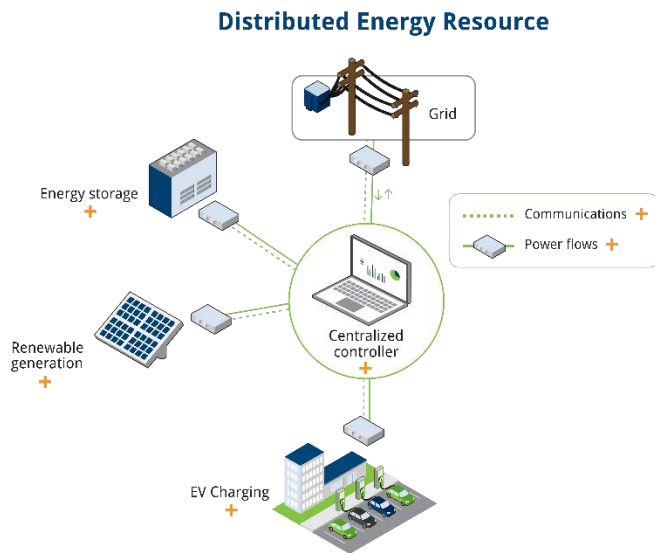 Distributed Energy Resource
Grid
Energy storage
Communications
Power flows
Centralized
controller
Renewable
generation
EV Charging